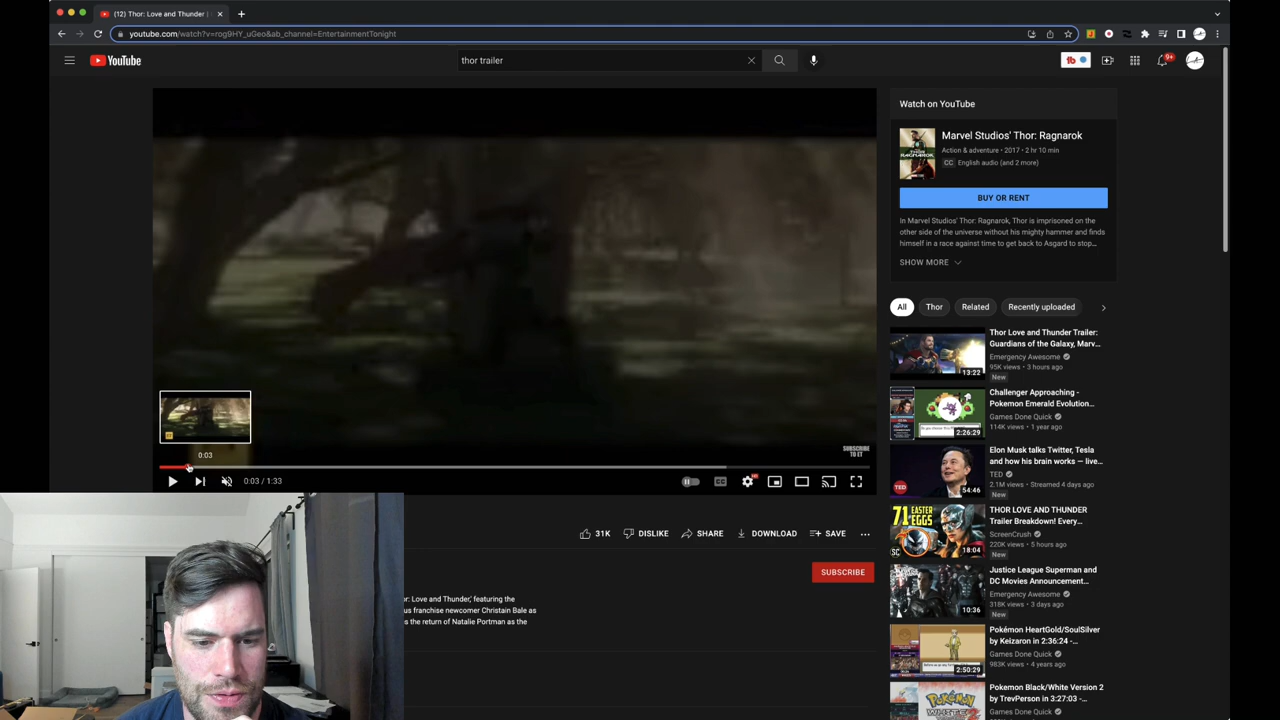 (12) Thor: Love and Thunder |
youtube.com/watch?v=rog9HY_uGeo&ab_channel=EntertainmentTonight
YouTube
thor trailer
9+
Watch on YouTube
Marvel Studios' Thor: Ragnarok
Action & adventure • 2017 • 2 hr 10 min
CC English audio (and 2 more)
BUY OR RENT
In Marvel Studios' Thor: Ragnarok, Thor is imprisoned on the
other side of the universe without his mighty hammer and finds
himself in a race against time to get back to Asgard to stop...
SHOW MORE
All Thor Related Recently uploaded
Thor Love and Thunder Trailer:
Guardians of the Galaxy, Marv...
Emergency Awesome
95K views • 3 hours ago
New
13:22
Challenger Approaching -
Pokemon Emerald Evolution...
Games Done Quick
114K views • 1 year ago
2:26:29
Elon Musk talks Twitter, Tesla
and how his brain works — live...
TED
2.1M views • Streamed 4 days ago
New
TED
54:46
THOR LOVE AND THUNDER
Trailer Breakdown! Every...
ScreenCrush
220K views • 5 hours ago
New
71 EASTER
EGGS
18:04
Justice League Superman and
DC Movies Announcement...
Emergency Awesome
318K views • 3 days ago
New
10:36
Pokémon HeartGold/SoulSilver
by Keizaron in 2:36:24 -...
Games Done Quick
983K views • 4 years ago
2:50:29
Pokemon Black/White Version 2
by TrevPerson in 3:27:03 -...
Games Done Quick
Pokémon
SUBSCRIBE
TO ET
0:03
0:03 / 1:33
31K DISLIKE SHARE DOWNLOAD SAVE
SUBSCRIBE
or: Love and Thunder,' featuring the
us franchise newcomer Christain Bale as
s the return of Natalie Portman as the